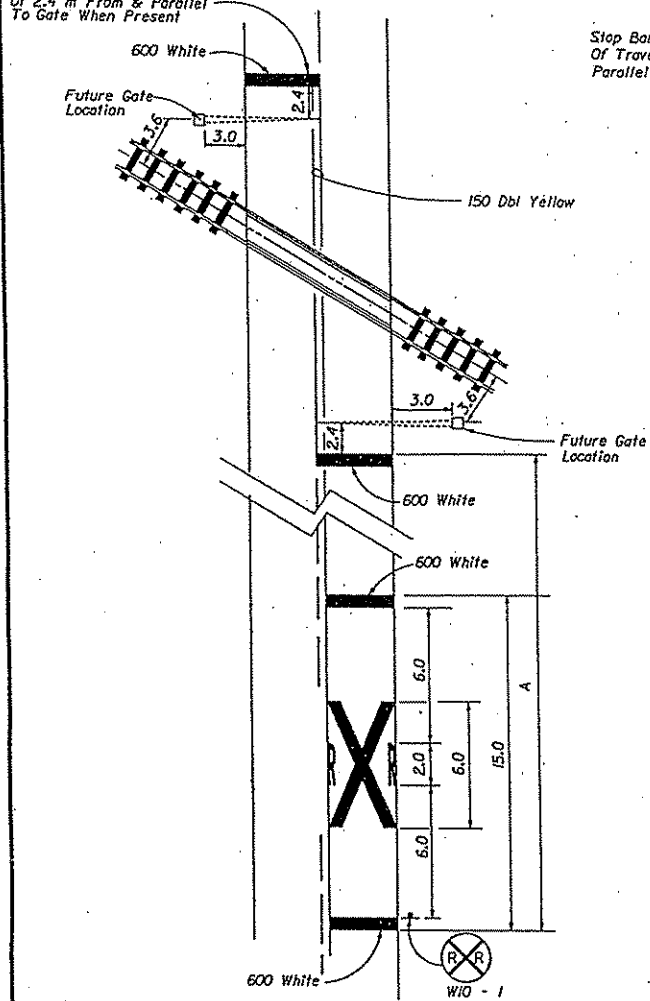 Of 2.4 m From & Parallel
To Gate When Present
600 White
Stop Bar
Of Trave
Parallel
2.4
Future Gate
Location
3.6
3.0
150 Dbl Yellow
3.0
3.6
2.4
Future Gate
Location
600 White
600 White
6.0
A
15.0
2.0
6.0
R
R
6.0
R R
600 White
W10 - 1